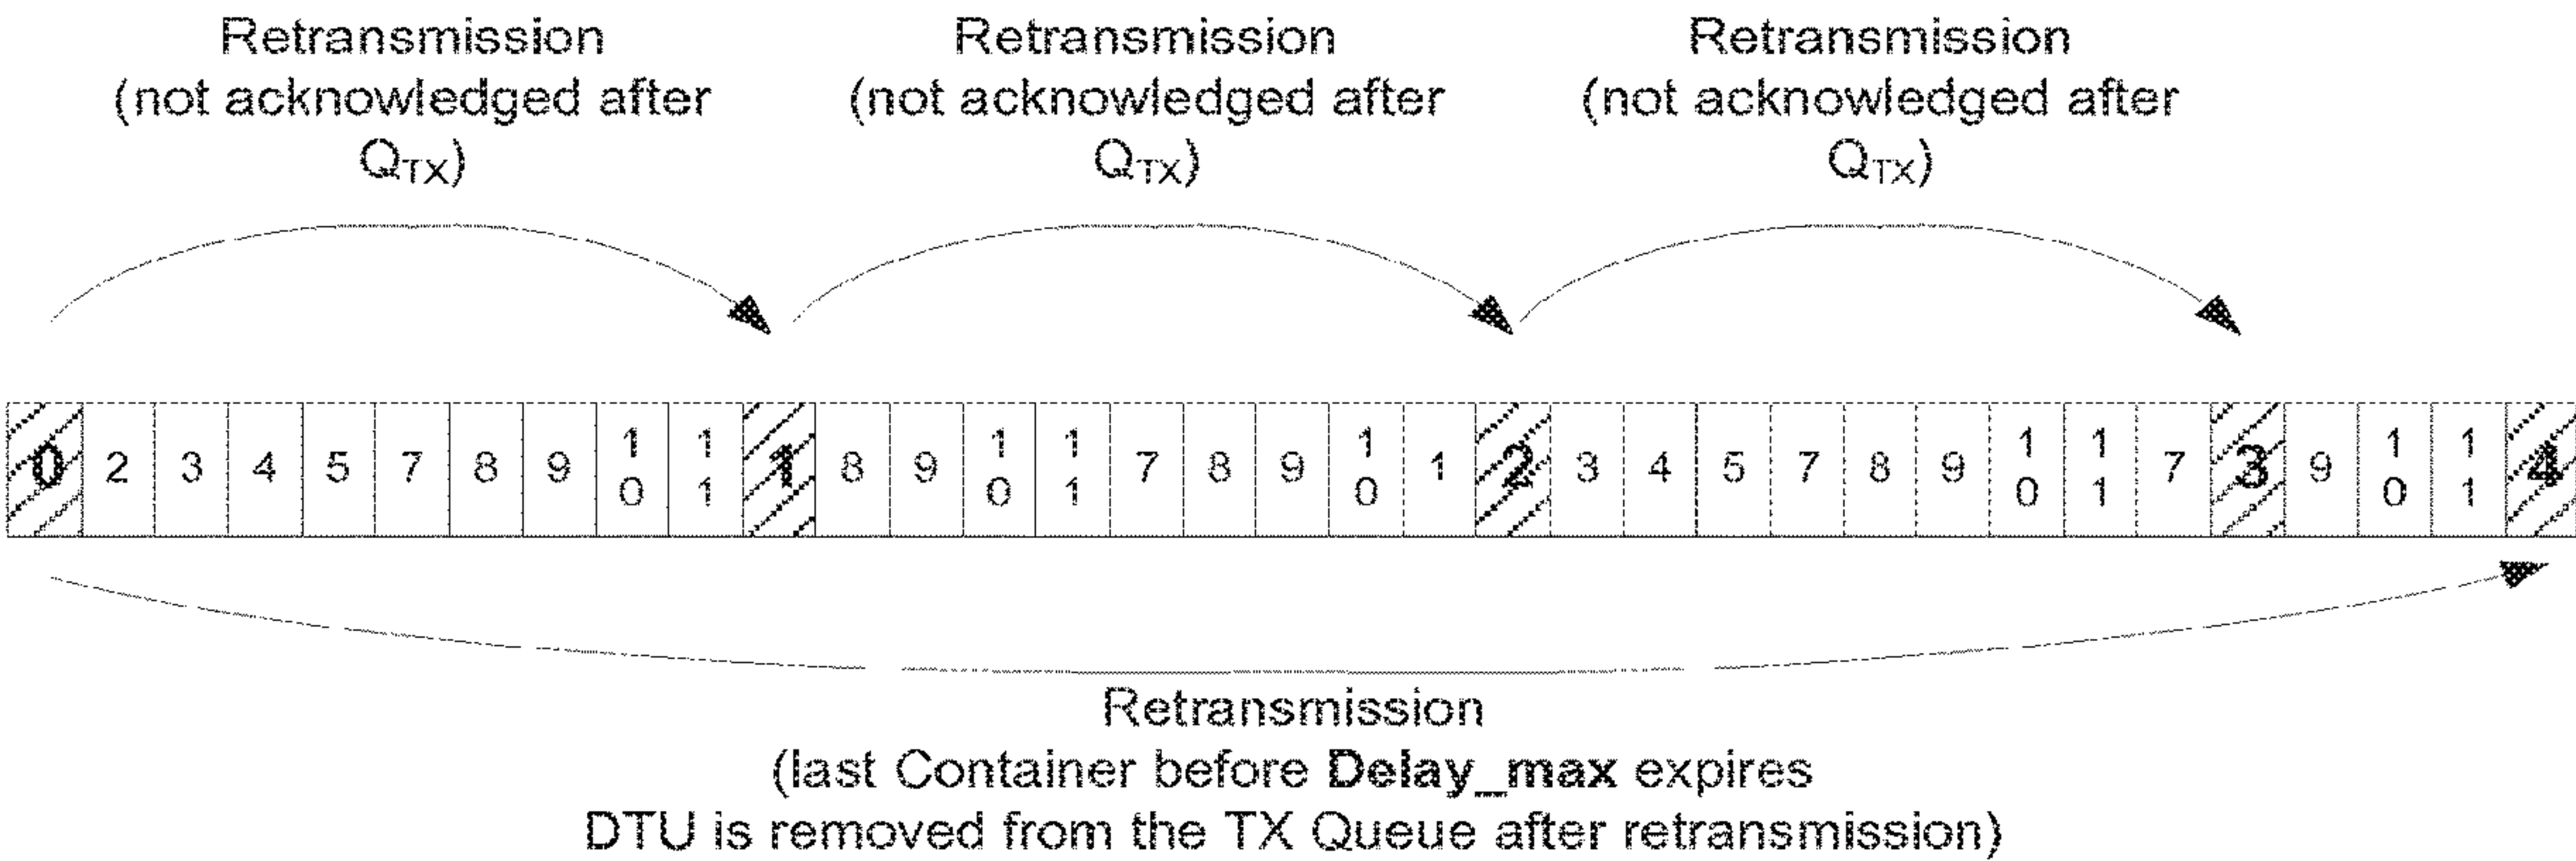 Retransmission
(not acknowledged after
QTX)
Retransmission
(not acknowledged after
QTX)
Retransmission
(not acknowledged after
QTX)
0 2 3 4 5 7 8 9 10 11 1 8 9 10 11 7 8 9 10 1 2 3 4 5 7 8 9 10 11 7 3 9 10 11 4
Retransmission
(last Container before Delay_max expires
DTU is removed from the TX Queue after retransmission)